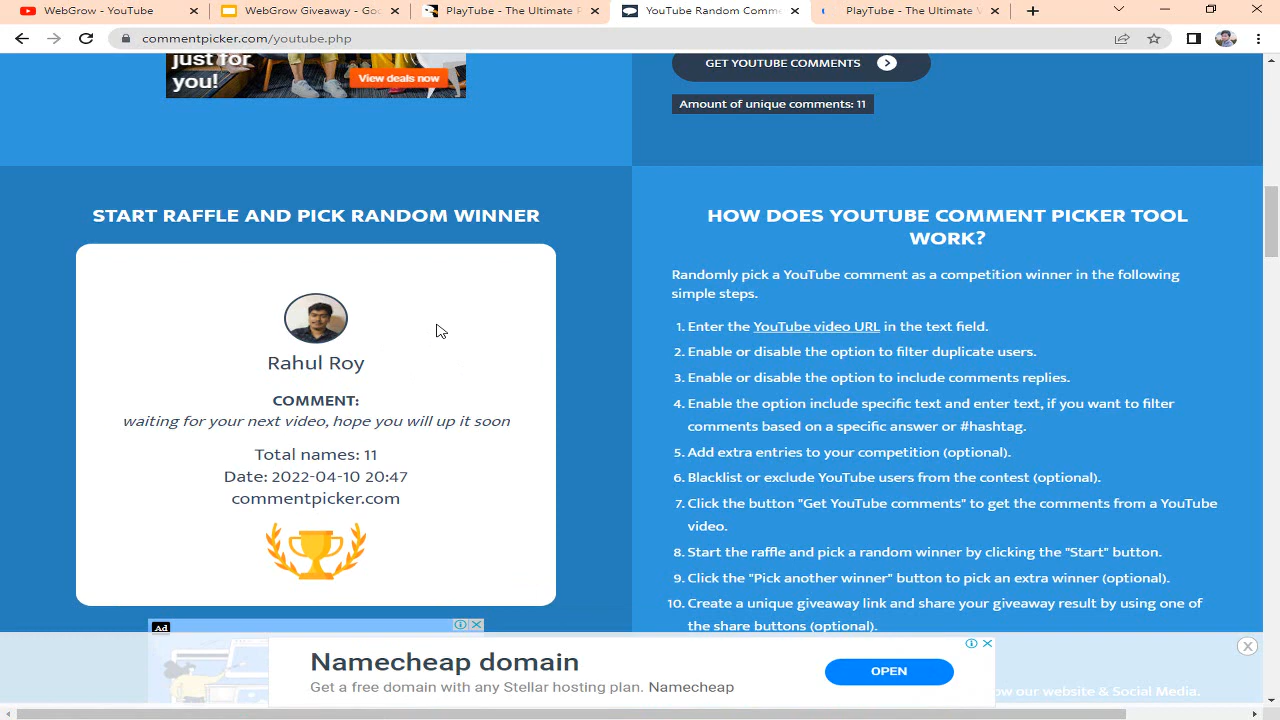 WebGrow - YouTube
WebGrow Giveaway - Goo
PlayTube - The Ultimate P
YouTube Random Comme
PlayTube - The Ultimate V
commentpicker.com/youtube.php
just for
you!
View deals now
GET YOUTUBE COMMENTS
Amount of unique comments: 11
START RAFFLE AND PICK RANDOM WINNER
Rahul Roy
COMMENT:
waiting for your next video, hope you will up it soon
Total names: 11
Date: 2022-04-10 20:47
commentpicker.com
HOW DOES YOUTUBE COMMENT PICKER TOOL
WORK?
Randomly pick a YouTube comment as a competition winner in the following
simple steps.
1. Enter the YouTube video URL in the text field.
2. Enable or disable the option to filter duplicate users.
3. Enable or disable the option to include comments replies.
4. Enable the option include specific text and enter text, if you want to filter
comments based on a specific answer or #hashtag.
5. Add extra entries to your competition (optional).
6. Blacklist or exclude YouTube users from the contest (optional).
7. Click the button "Get YouTube comments" to get the comments from a YouTube
video.
8. Start the raffle and pick a random winner by clicking the "Start" button.
9. Click the "Pick another winner" button to pick an extra winner (optional).
10. Create a unique giveaway link and share your giveaway result by using one of
the share buttons (optional).
Ad
Namecheap domain
Get a free domain with any Stellar hosting plan. Namecheap
OPEN
ow our website & Social Media.